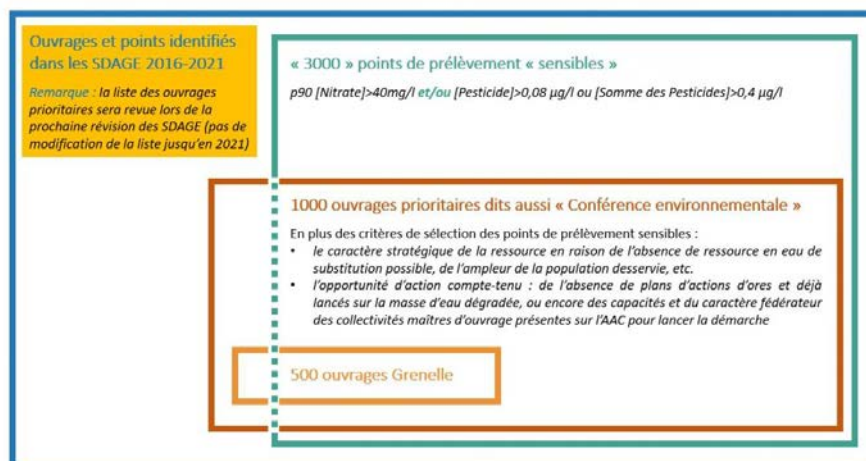 Ouvrages et points identifiés
dans les SDAGE 2016-2021
Remarque : la liste des ouvrages
prioritaires sera revue lors de la
prochaine révision des SDAGE (pas de
modification de la liste jusqu'en 2021)
« 3000 » points de prélèvement « sensibles »
p90 [Nitrate]>40mg/l et/ou [Pesticide]>0,08 µg/l ou [Somme des Pesticides]>0,4 µg/l
1000 ouvrages prioritaires dits aussi « Conférence environnementale »
En plus des critères de sélection des points de prélèvement sensibles :
• le caractère stratégique de la ressource en raison de l'absence de ressource en eau de
substitution possible, de l'ampleur de la population desservie, etc.
• l'opportunité d'action compte-tenu : de l'absence de plans d'actions d'ores et déjà
lancés sur la masse d'eau dégradée, ou encore des capacités et du caractère fédérateur
des collectivités maîtres d'ouvrage présentes sur l'AAC pour lancer la démarche
500 ouvrages Grenelle